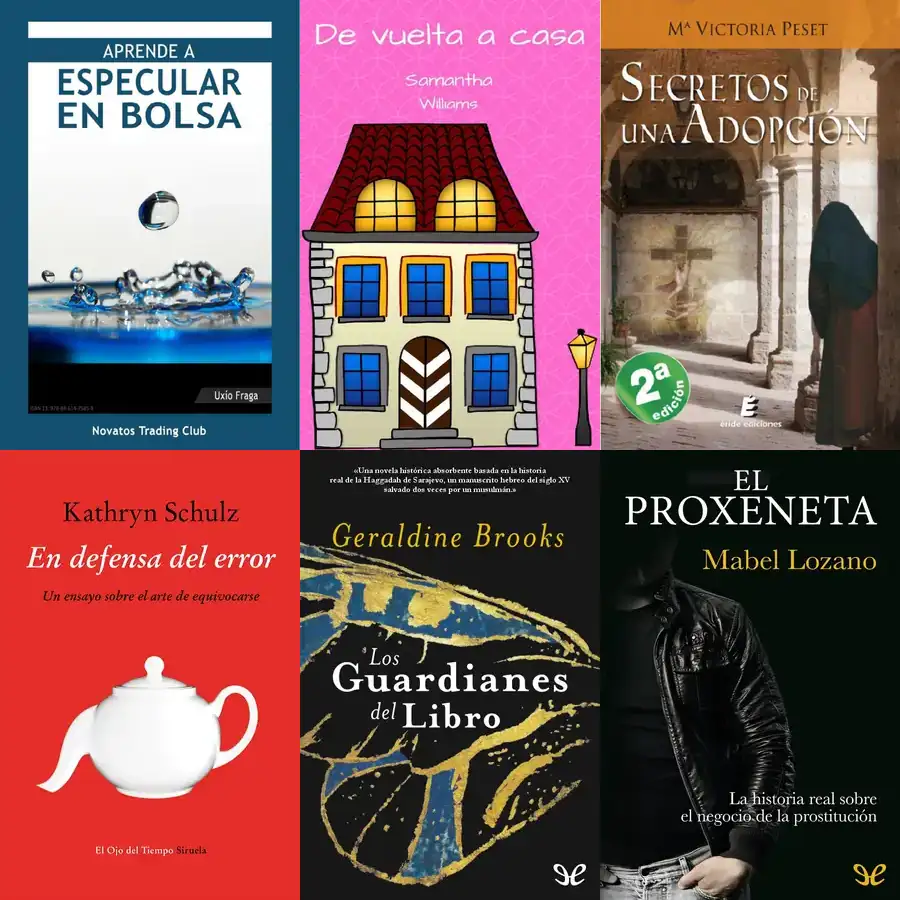 APRENDE A
ESPECULAR
EN BOLSA
Uxío Fraga
Novatos Trading Club
De vuelta a casa
Samantha
Williams
Mª VICTORIA PESET
SECRETOS DE
UNA ADOPCIÓN
2ª
edición
É
éride ediciones
Kathryn Schulz
En defensa del error
Un ensayo sobre el arte de equivocarse
El Ojo del Tiempo Siruela
«Una novela histórica absorbente basada en la historia
real de la Haggadah de Sarajevo, un manuscrito hebreo del siglo XV
salvado dos veces por un musulmán.»
Geraldine Brooks
Los
Guardianes
del Libro
EL
PROXENETA
Mabel Lozano
La historia real sobre
el negocio de la prostitución